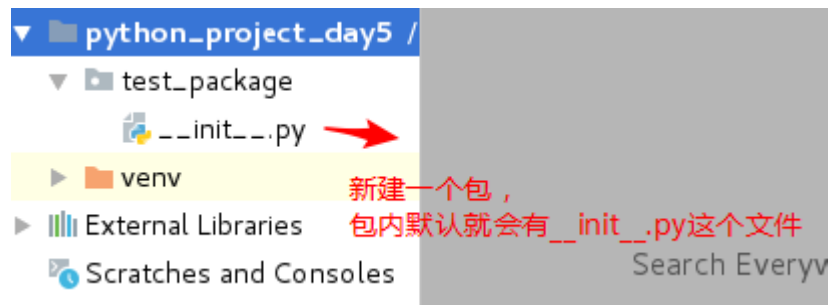 python_project_day5 /
test_package
__init__.py
venv
新建一个包，
External Libraries
包内默认就会有__init__.py这个文件
Scratches and Consoles
Search Everyw